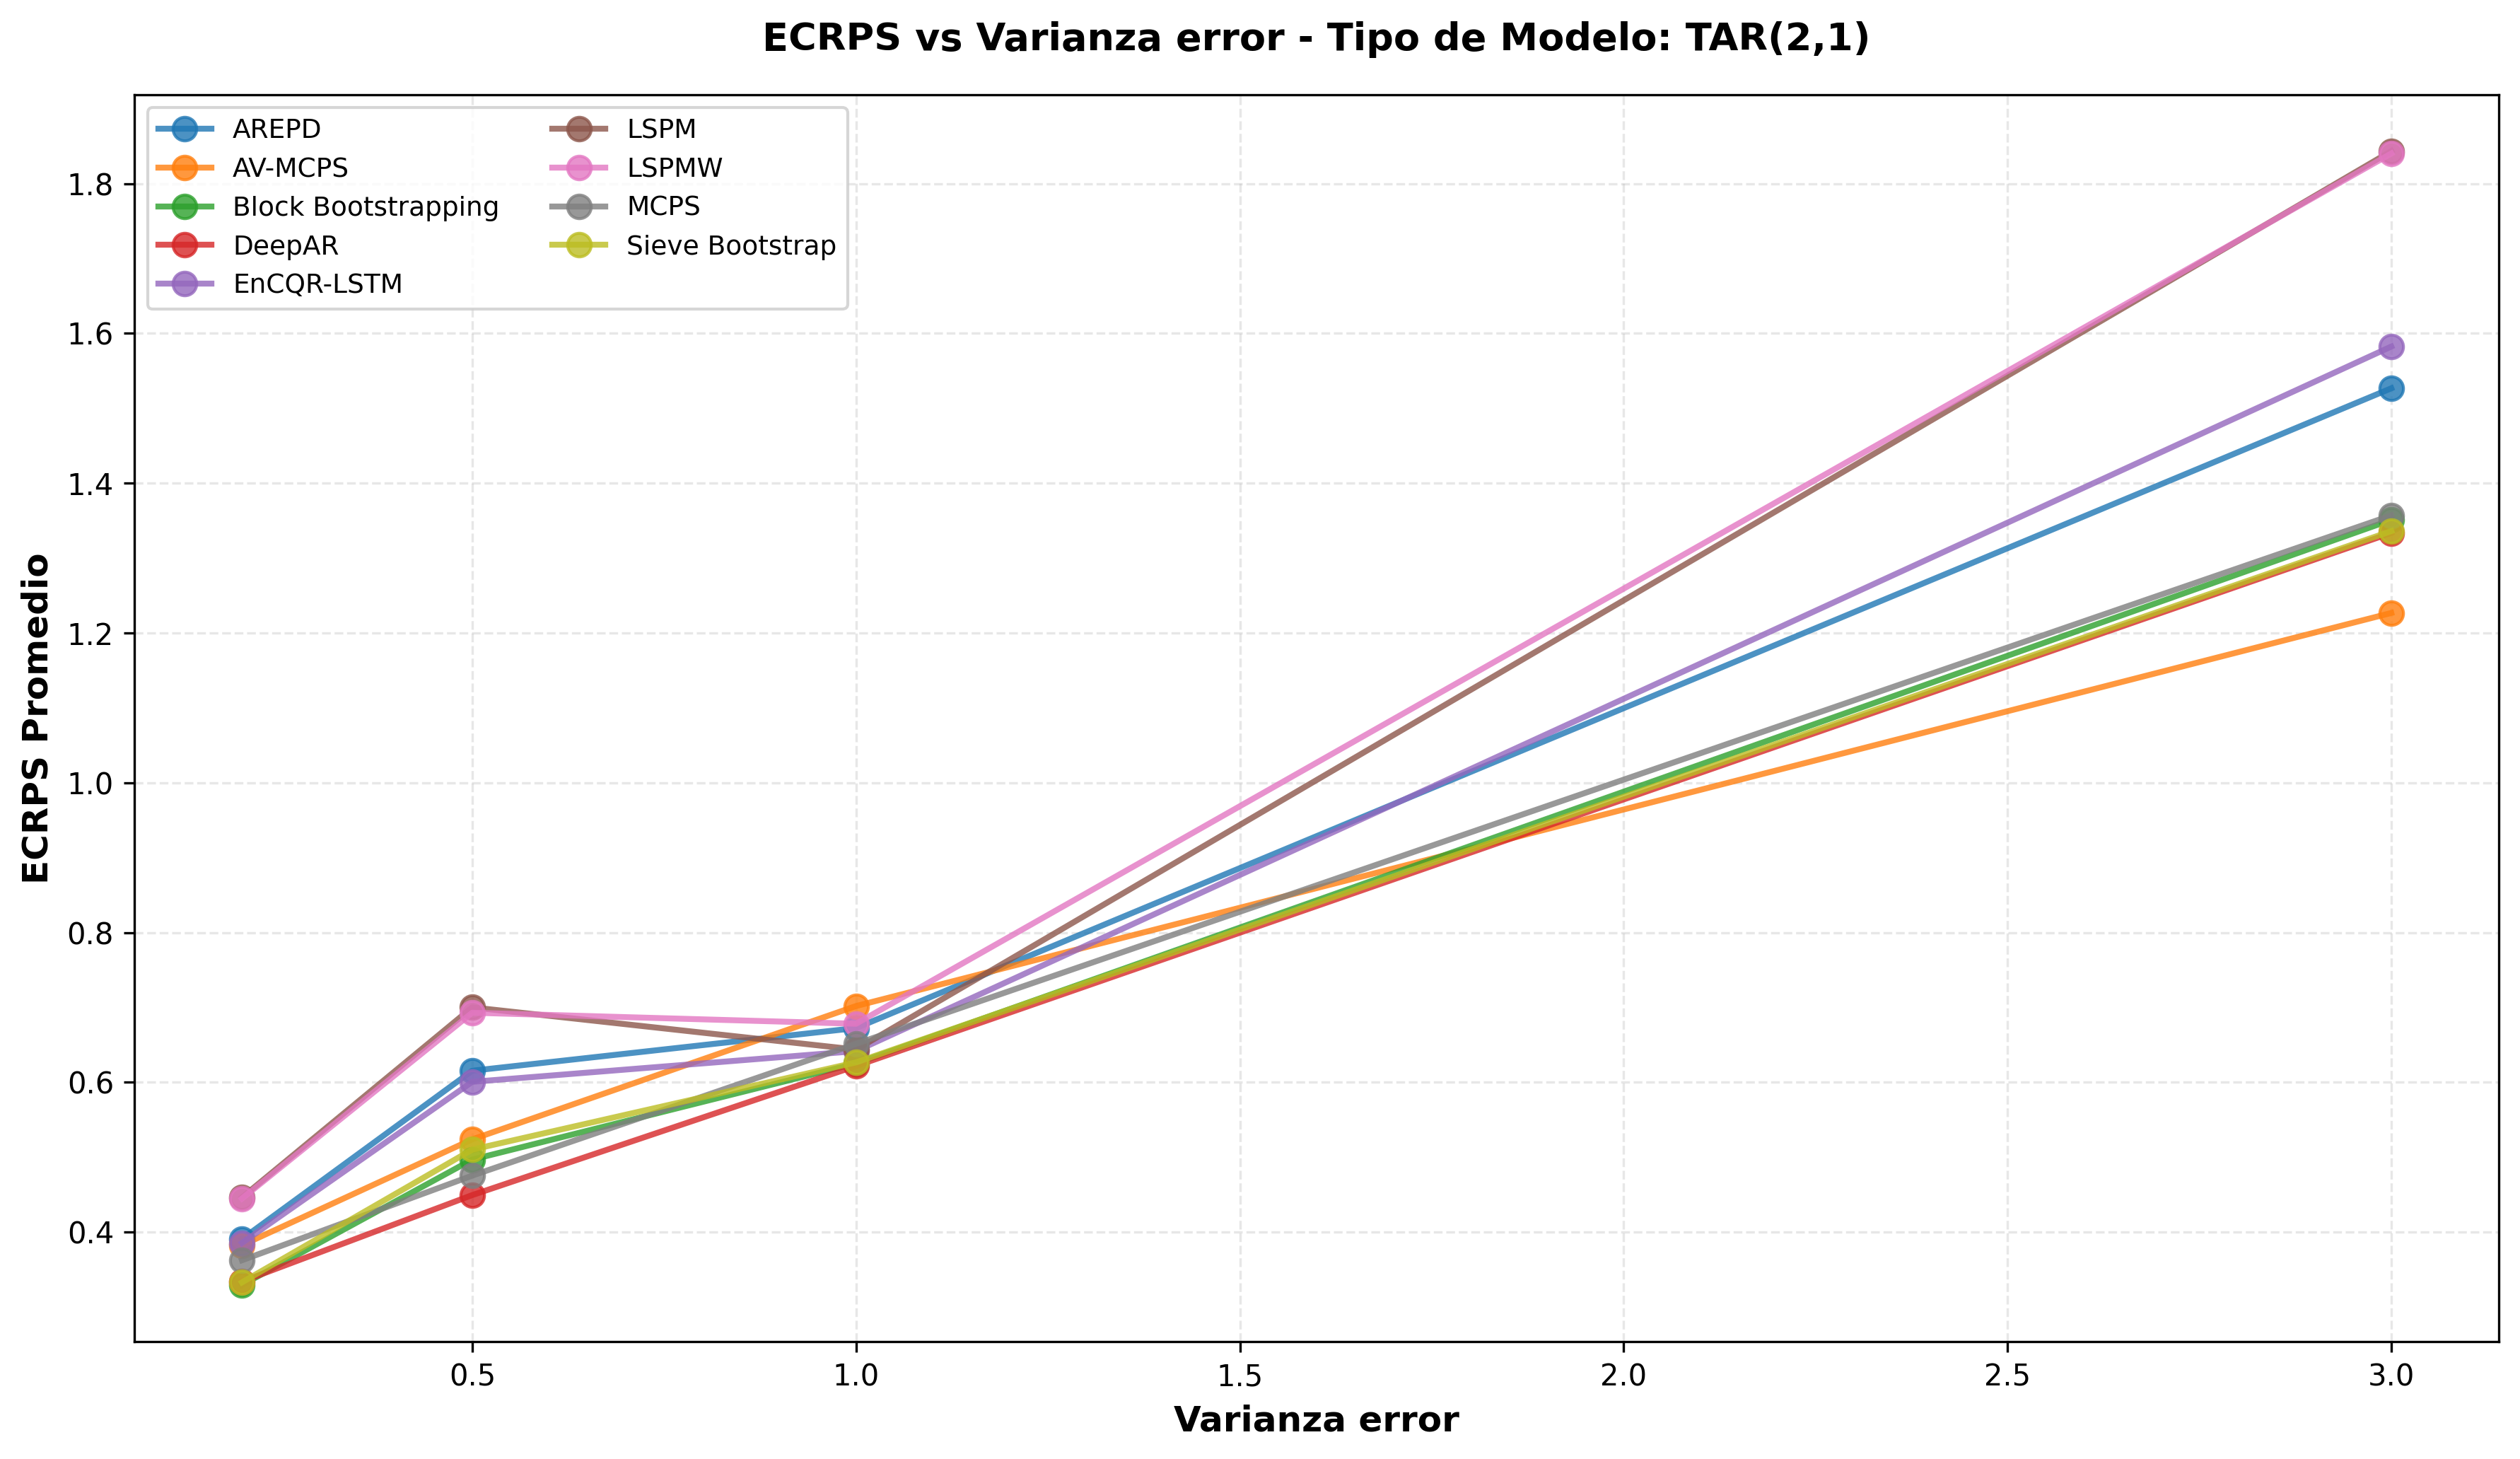 ECRPS vs Varianza error - Tipo de Modelo: TAR(2,1)
AREPD
AV-MCPS
Block Bootstrapping
DeepAR
EnCQR-LSTM
LSPM
LSPMW
MCPS
Sieve Bootstrap
ECRPS Promedio
1.8
1.6
1.4
1.2
1.0
0.8
0.6
0.4
0.5
1.0
1.5
2.0
2.5
3.0
Varianza error